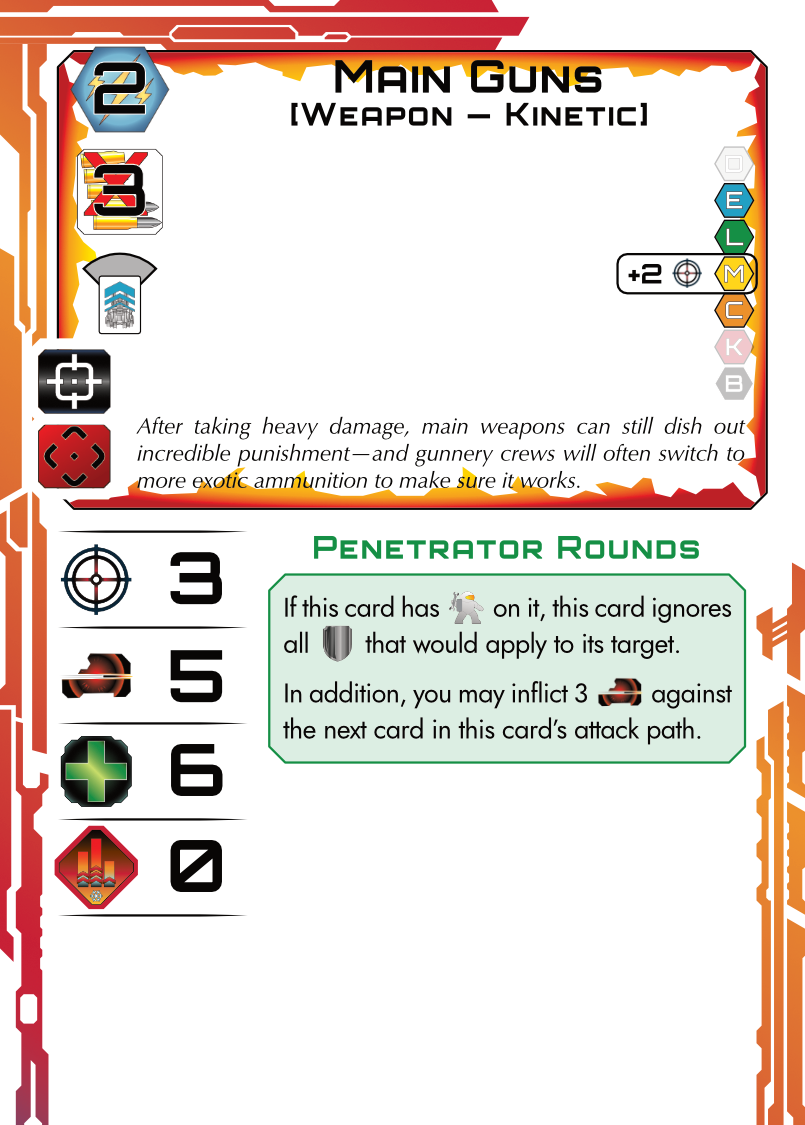 2
MAIN GUNS
[WEAPON — KINETIC]
3
E
L
+2 M
C
K
B
After taking heavy damage, main weapons can still dish out
incredible punishment—and gunnery crews will often switch to
more exotic ammunition to make sure it works.
3
5
6
0
PENETRATOR ROUNDS
If this card has on it, this card ignores
all that would apply to its target.
In addition, you may inflict 3 against
the next card in this card's attack path.